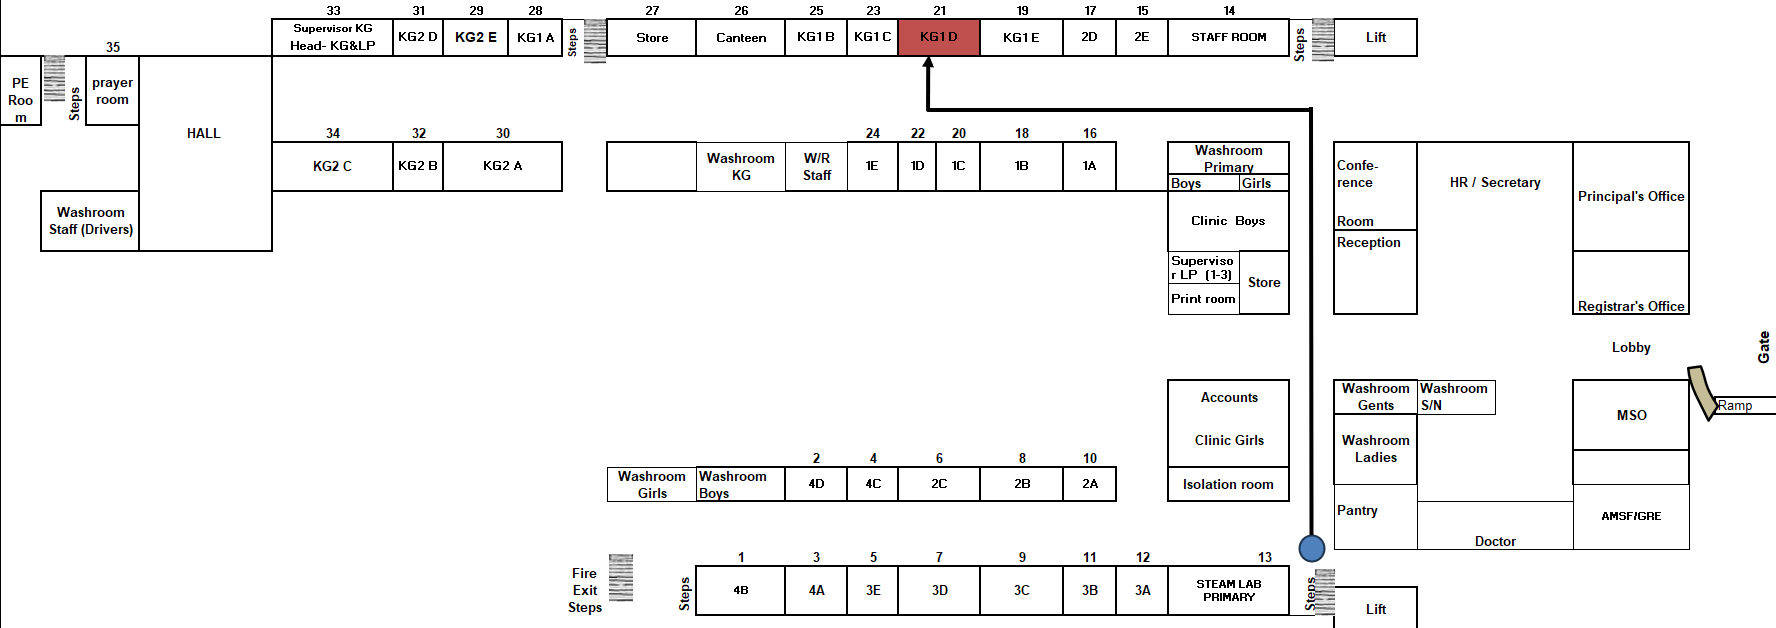 33 31 29 28 27 26 25 23 21 19 17 15 14
Supervisor KG
Head- KG&LP
KG2 D
KG2 E
KG1 A
Steps
Store
Canteen
KG1 B
KG1 C
KG1 D
KG1 E
2D
2E
STAFF ROOM
Steps
Lift
35
PE
Roo
m
Steps
prayer
room
HALL
34 32 30 24 22 20 18 16
KG2 C
KG2 B
KG2 A
Washroom
KG
W/R
Staff
1E
1D
1C
1B
1A
Washroom
Primary
Boys
Girls
Clinic Boys
Superviso
r LP (1-3)
Print room
Store
Washroom
Staff (Drivers)
Confe-
rence
Room
Reception
HR / Secretary
Principal's Office
Registrar's Office
Lobby
Gate
Ramp
Accounts
Clinic Girls
Isolation room
Washroom
Gents
Washroom
S/N
Washroom
Ladies
Pantry
Doctor
MSO
AMSF/GRE
2 4 6 8 10
Washroom
Girls
Washroom
Boys
4D
4C
2C
2B
2A
1 3 5 7 9 11 12 13
Fire
Exit
Steps
Steps
4B
4A
3E
3D
3C
3B
3A
STEAM LAB
PRIMARY
Steps
Lift